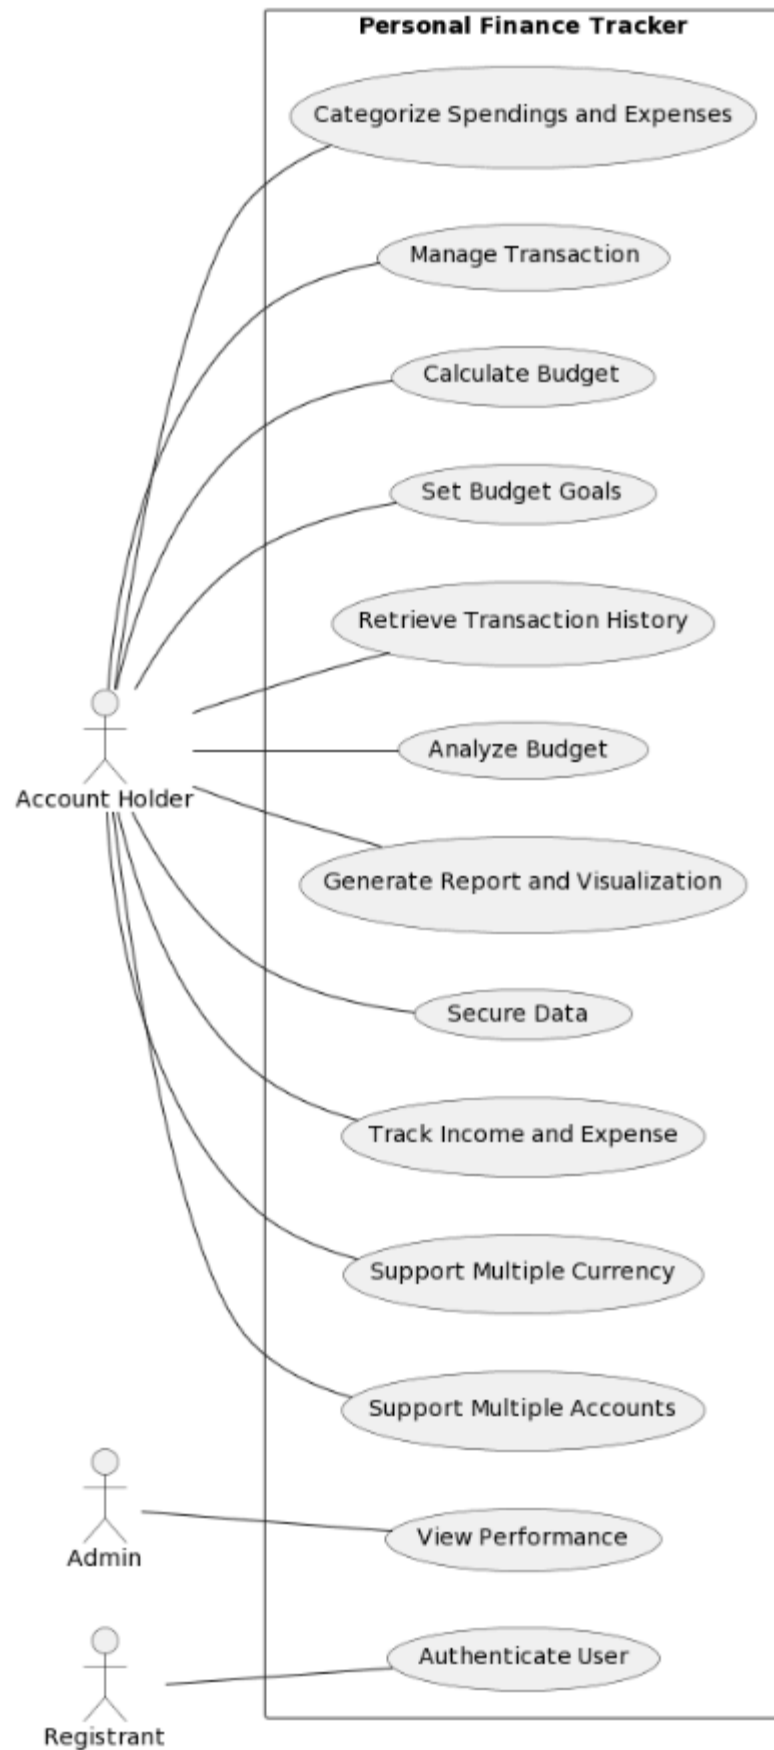 Personal Finance Tracker
Categorize Spendings and Expenses
Manage Transaction
Calculate Budget
Set Budget Goals
Retrieve Transaction History
Analyze Budget
Account Holder
Generate Report and Visualization
Secure Data
Track Income and Expense
Support Multiple Currency
Support Multiple Accounts
View Performance
Admin
Authenticate User
Registrant